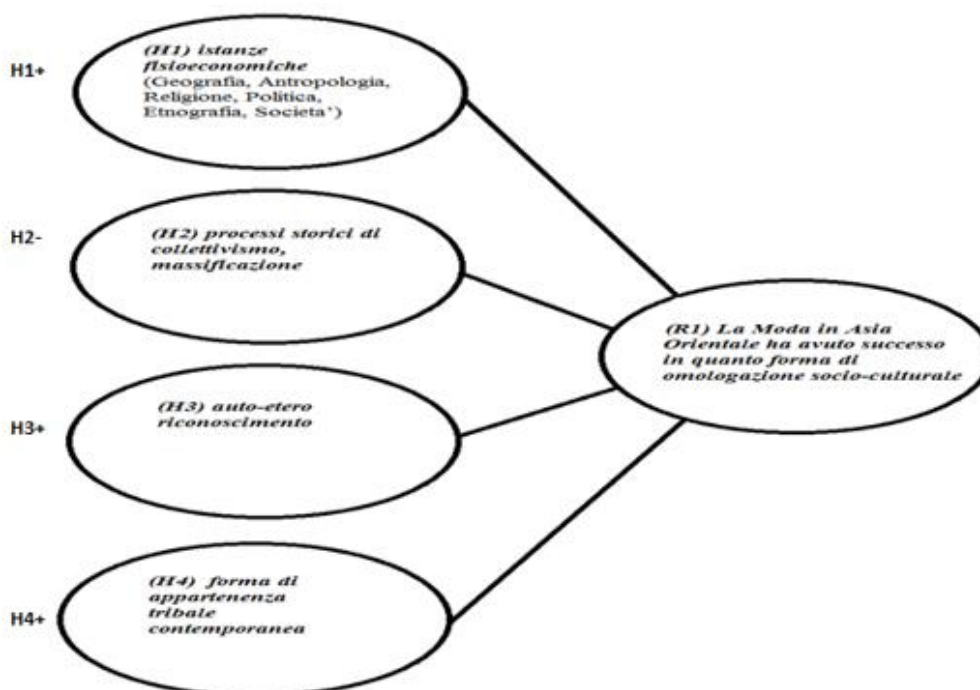 H1+
(H1) istanze
fisioeconomiche
(Geografia, Antropologia,
Religione, Politica,
Etnografia, Societa')
H2-
(H2) processi storici di
collettivismo,
massificazione
(R1) La Moda in Asia
Orientale ha avuto successo
in quanto forma di
omologazione socio-culturale
H3+
(H3) auto-etero
riconoscimento
H4+
(H4) forma di
appartenenza
tribale
contemporanea